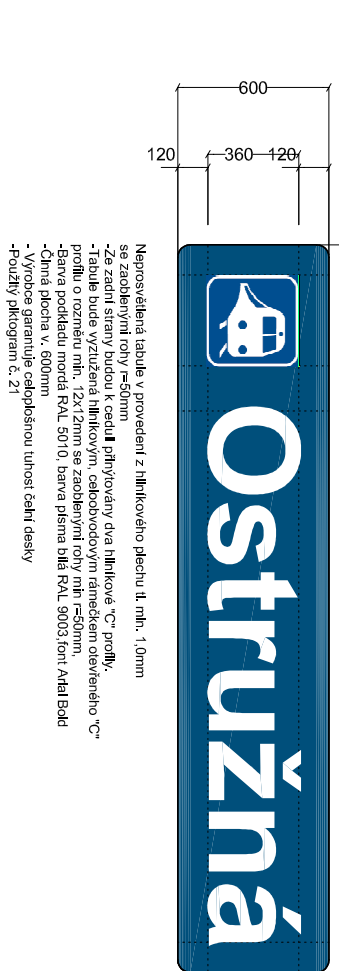 600
120
360
120
Ostružná
Neprosvětlená tabule v provedení z hliníkového plechu tl. min. 1,0mm
se zaoblenými rohy r=50mm
-Ze zadní strany budou k ceduli přinýtovány dva hliníkové "C" profily.
-Tabule bude vyztužená hliníkovým, celoobvodovým rámečkem otevřeného "C"
profilu o rozměru min. 12x12mm se zaoblenými rohy min r=50mm,
-Barva podkladu mordá RAL 5010, barva písma bílá RAL 9003,font Arial Bold
-Činná plocha v. 600mm
- Výrobce garantuje celoplošnou tuhost čelní desky
-Použitý piktogram č. 21